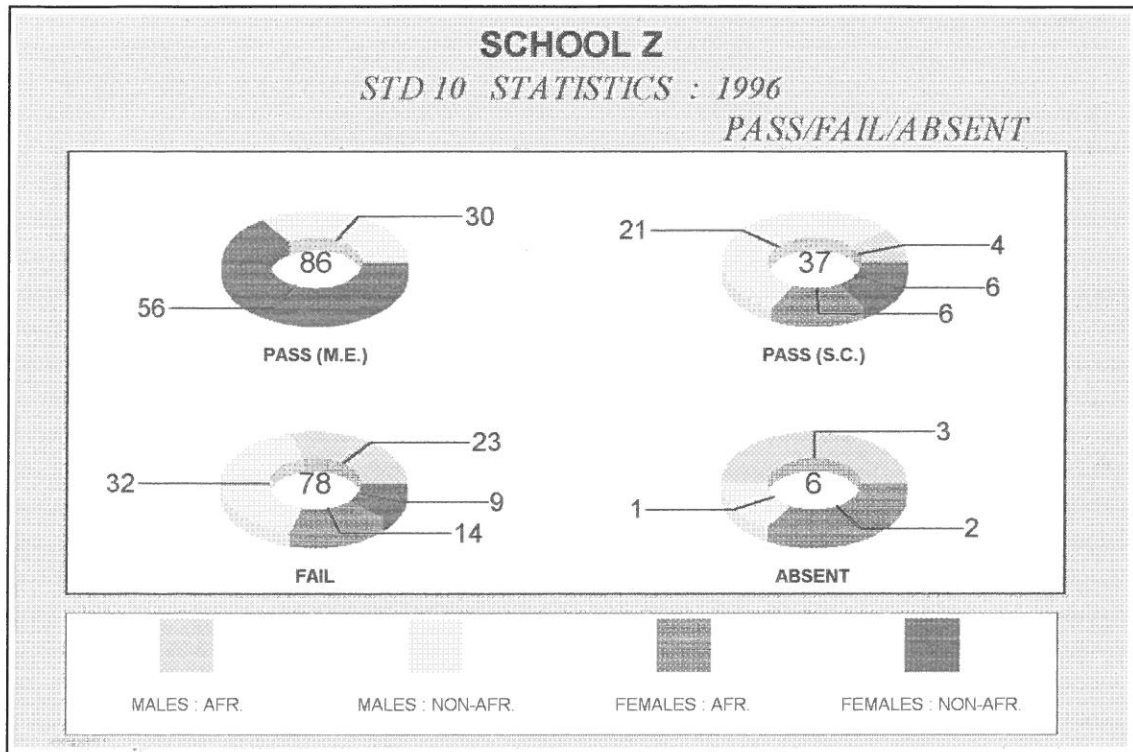 SCHOOL Z
STD 10 STATISTICS : 1996
PASS/FAIL/ABSENT
30
86
56
PASS (M.E.)
21
4
37
6
6
PASS (S.C.)
23
32
78
9
14
FAIL
3
6
1
2
ABSENT
MALES : AFR.
MALES : NON-AFR.
FEMALES : AFR.
FEMALES : NON-AFR.